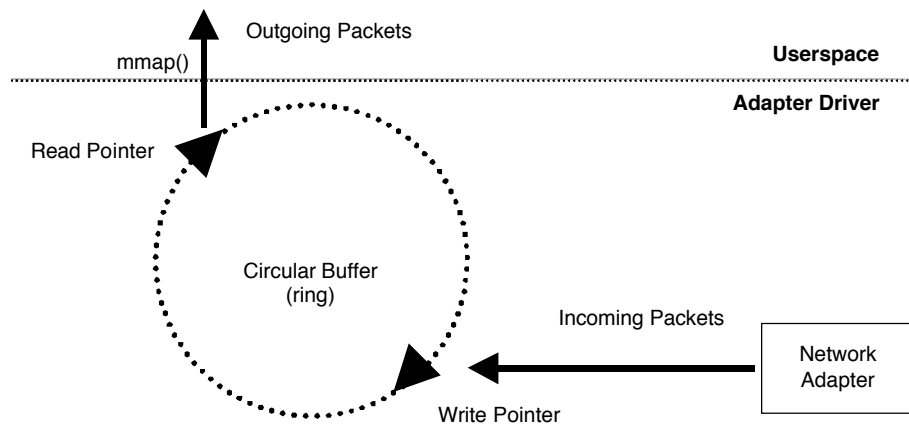 Outgoing Packets
mmap()
Userspace
Adapter Driver
Read Pointer
Circular Buffer
(ring)
Incoming Packets
Network
Adapter
Write Pointer